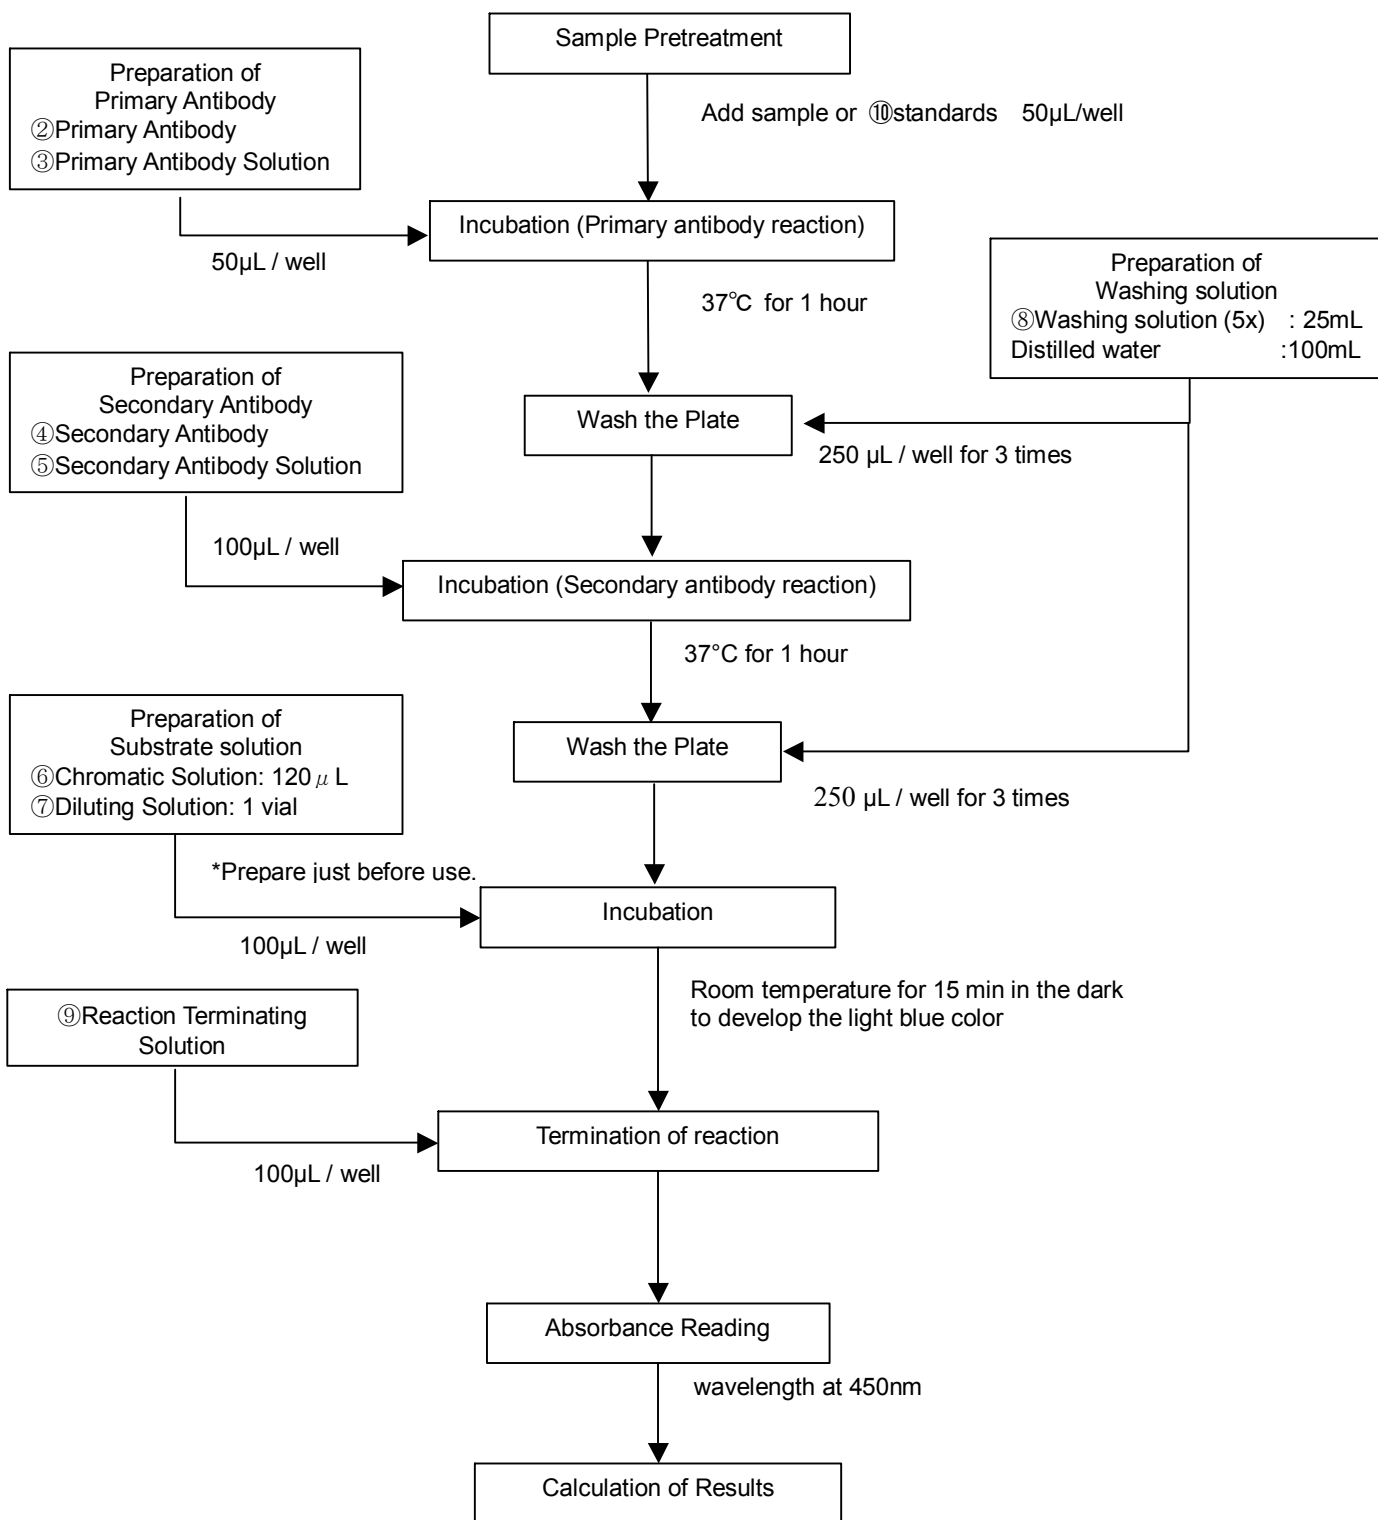 Sample Pretreatment
Preparation of
Primary Antibody
②Primary Antibody
③Primary Antibody Solution
Add sample or ⑩standards 50µL/well
Incubation (Primary antibody reaction)
50µL / well
37℃ for 1 hour
Preparation of
Washing solution
⑧Washing solution (5x) : 25mL
Distilled water :100mL
Preparation of
Secondary Antibody
④Secondary Antibody
⑤Secondary Antibody Solution
Wash the Plate
250 µL / well for 3 times
100µL / well
Incubation (Secondary antibody reaction)
37°C for 1 hour
Preparation of
Substrate solution
⑥Chromatic Solution: 120μL
⑦Diluting Solution: 1 vial
Wash the Plate
250 µL / well for 3 times
*Prepare just before use.
Incubation
100µL / well
Room temperature for 15 min in the dark
to develop the light blue color
⑨Reaction Terminating
Solution
Termination of reaction
100µL / well
Absorbance Reading
wavelength at 450nm
Calculation of Results